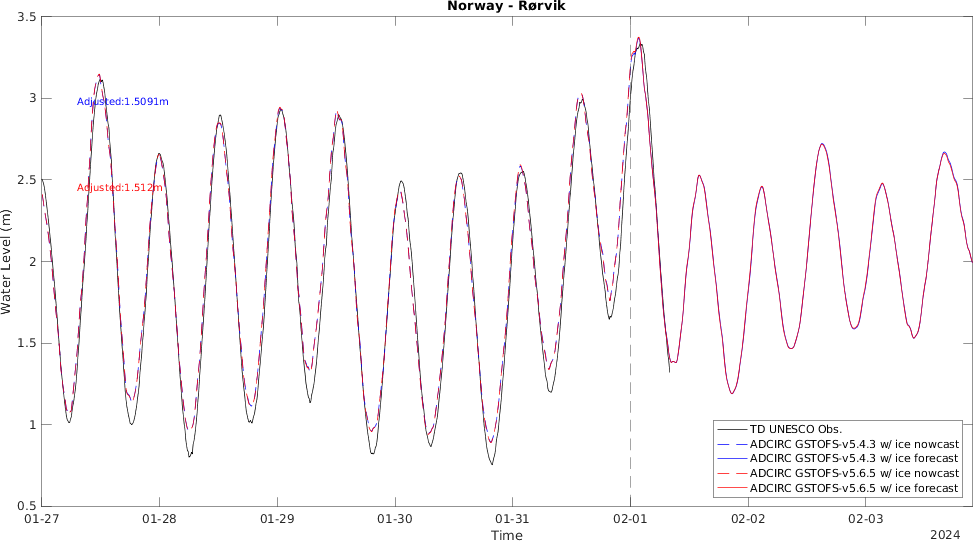 Norway - Rørvik
3.5
3
2.5
2
1.5
1
0.5
Water Level (m)
Adjusted:1.5091m
Adjusted:1.512m
TD UNESCO Obs.
ADCIRC GSTOFS-v5.4.3 w/ ice nowcast
ADCIRC GSTOFS-v5.4.3 w/ ice forecast
ADCIRC GSTOFS-v5.6.5 w/ ice nowcast
ADCIRC GSTOFS-v5.6.5 w/ ice forecast
01-27 01-28 01-29 01-30 01-31 02-01 02-02 02-03
Time
2024